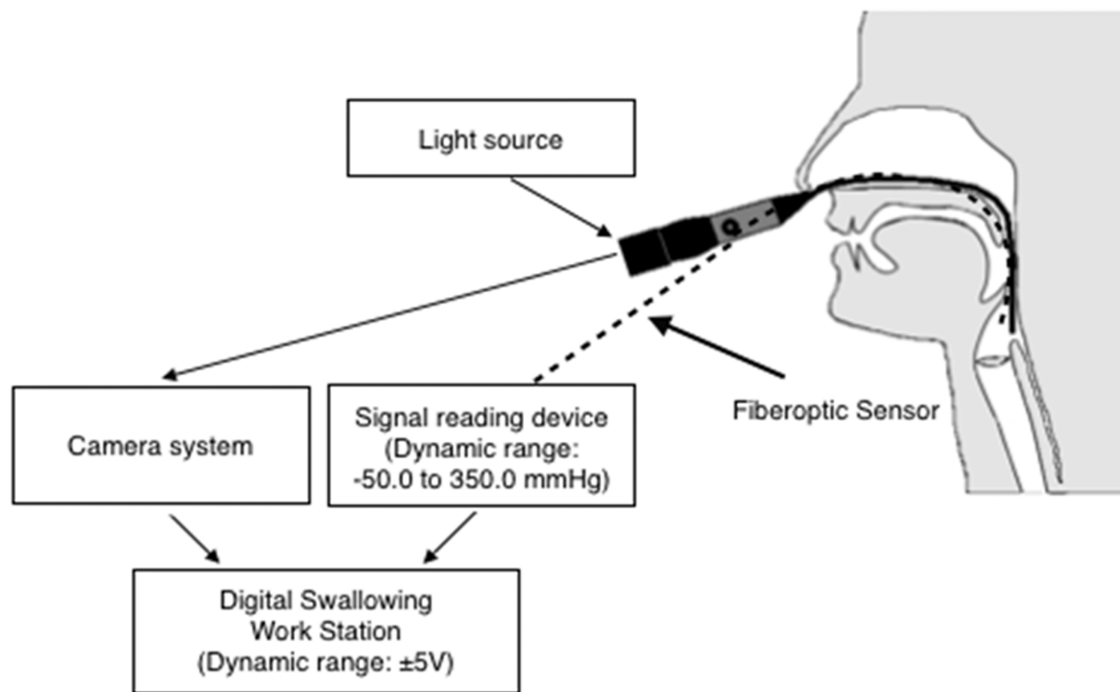 Light source
Camera system
Signal reading device
(Dynamic range:
-50.0 to 350.0 mmHg)
Fiberoptic Sensor
Digital Swallowing
Work Station
(Dynamic range: ±5V)